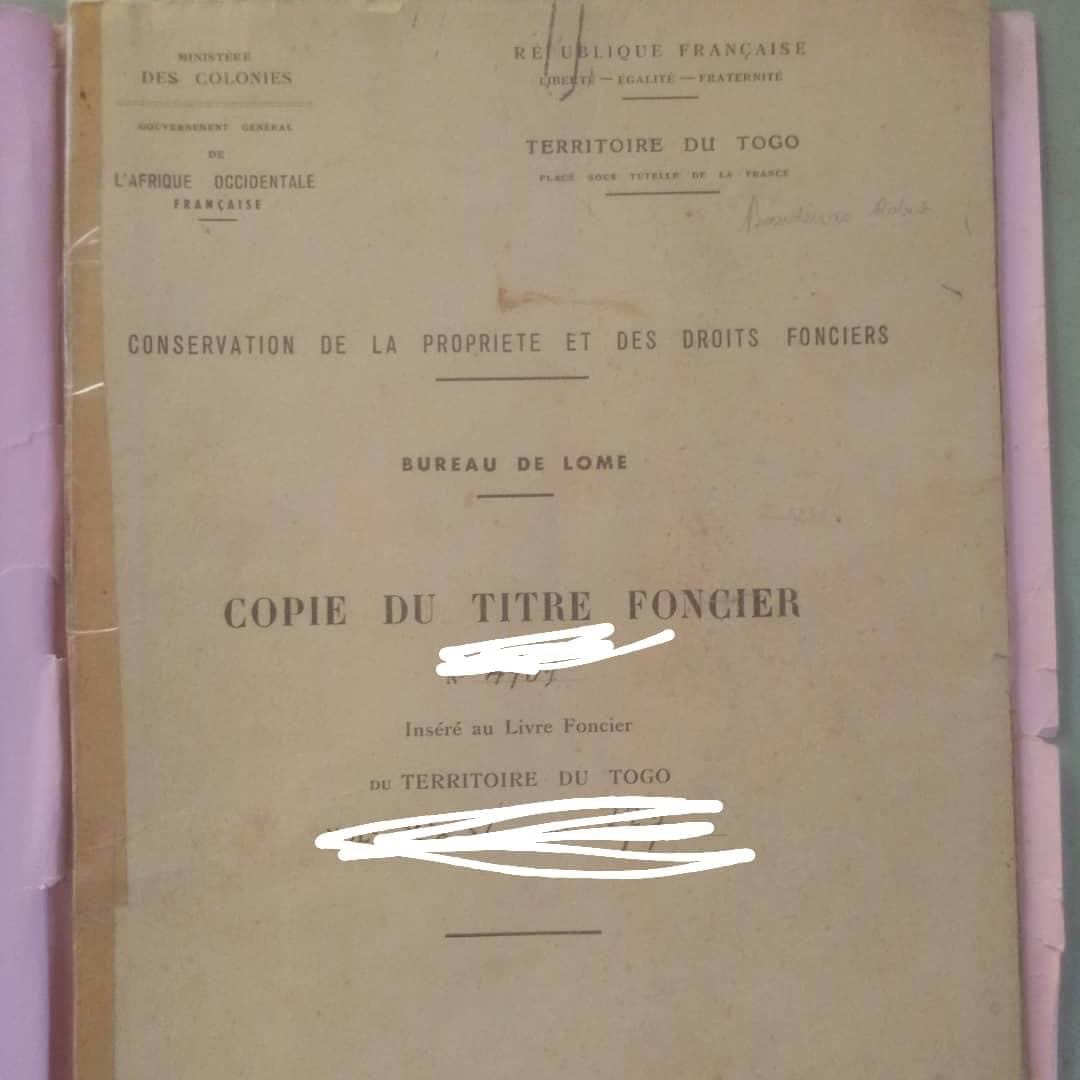 MINISTÈRE
DES COLONIES
GOUVERNEMENT GÉNÉRAL
DE
L'AFRIQUE OCCIDENTALE
FRANÇAISE
RÉPUBLIQUE FRANÇAISE
LIBERTÉ — ÉGALITÉ — FRATERNITÉ
TERRITOIRE DU TOGO
PLACÉ SOUS TUTELLE DE LA FRANCE
CONSERVATION DE LA PROPRIETE ET DES DROITS FONCIERS
BUREAU DE LOME
COPIE DU TITRE FONCIER
Inséré au Livre Foncier
DU TERRITOIRE DU TOGO